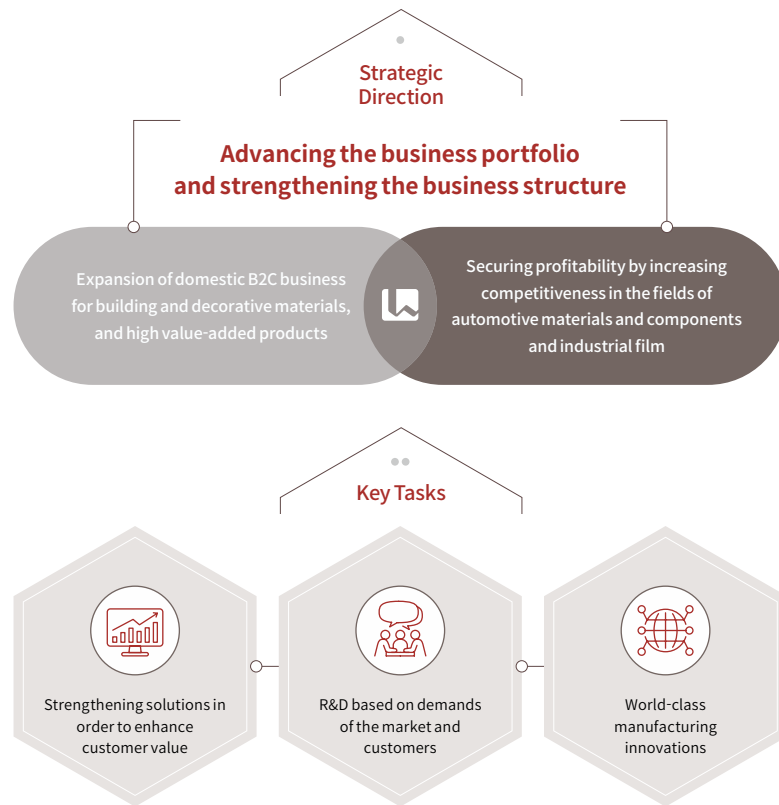 Strategic
Direction
Advancing the business portfolio
and strengthening the business structure
Expansion of domestic B2C business
for building and decorative materials,
and high value-added products
Securing profitability by increasing
competitiveness in the fields of
automotive materials and components
and industrial film
Key Tasks
Strengthening solutions in
order to enhance
customer value
R&D based on demands
of the market and
customers
World-class
manufacturing
innovations